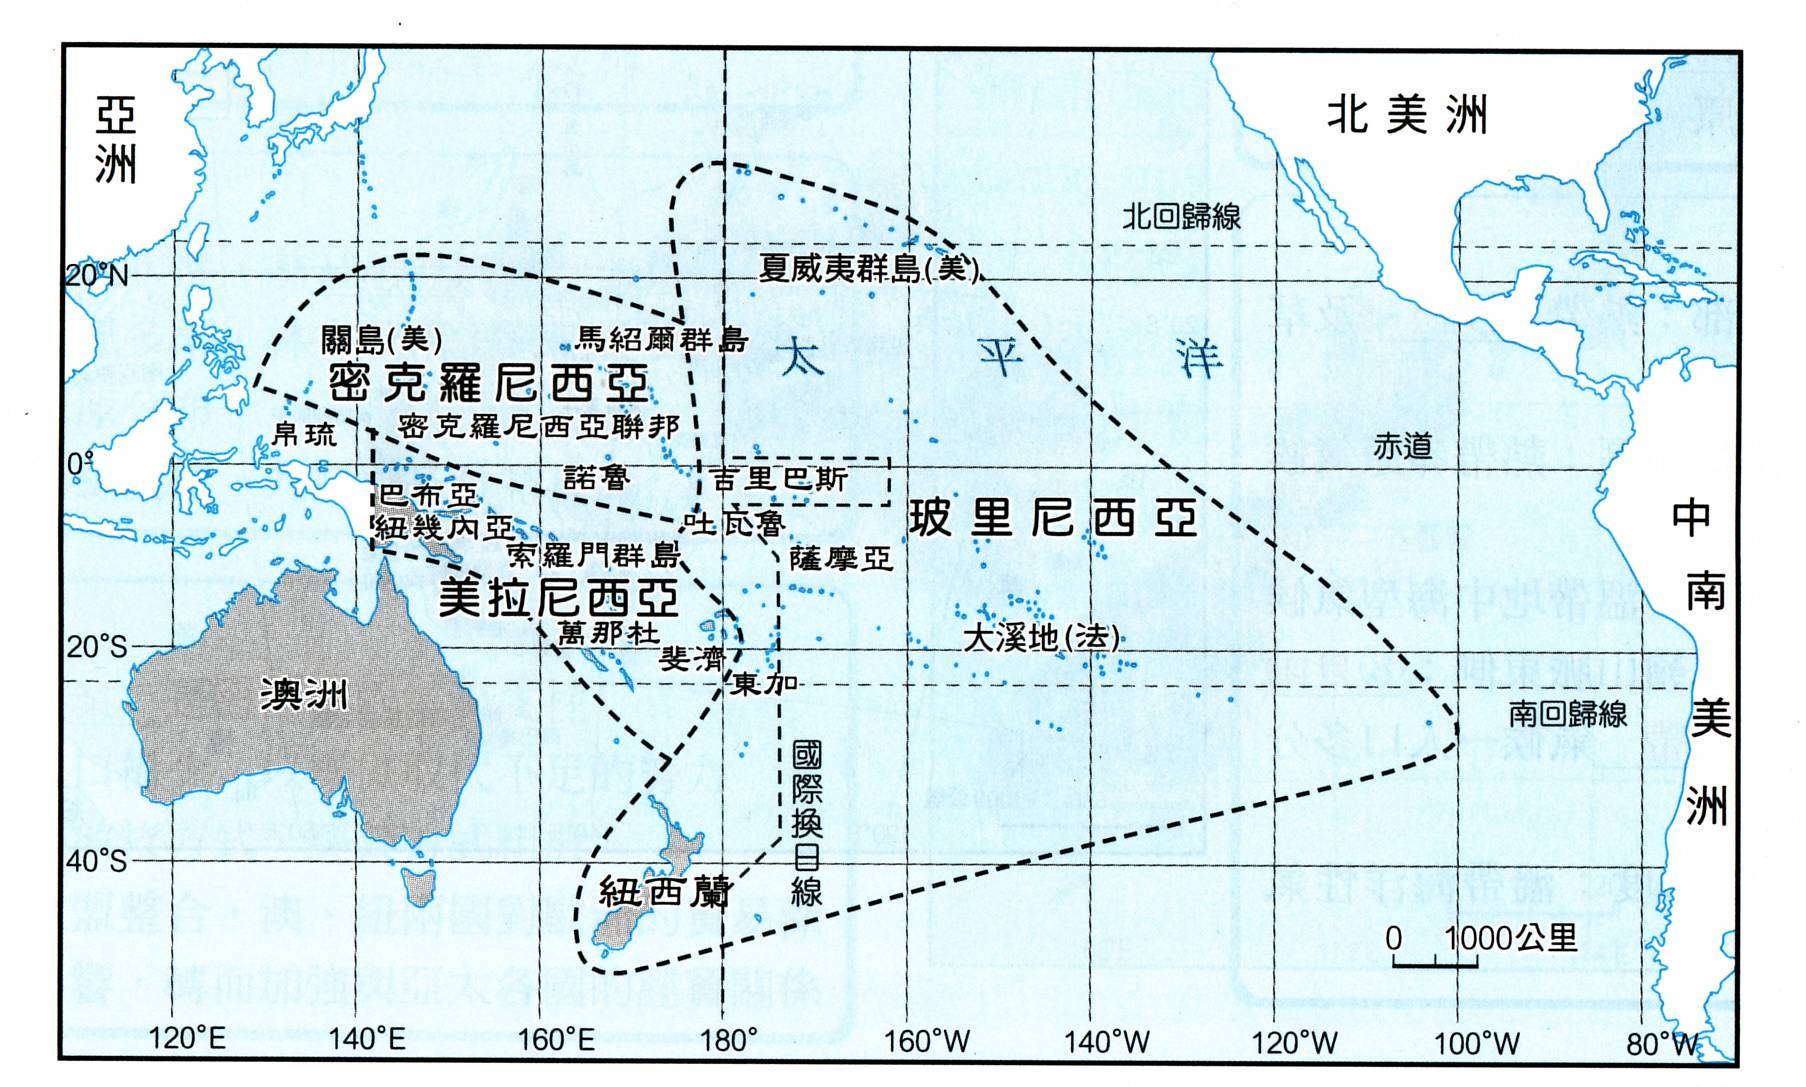 亞洲
北美洲
北回歸線
20°N
夏威夷群島(美)
關島(美)
馬紹爾群島
太平洋
密克羅尼西亞
密克羅尼西亞聯邦
帛琉
赤道
0°
諾魯
吉里巴斯
巴布亞
紐幾內亞
吐瓦魯
玻里尼西亞
中南美洲
索羅門群島
薩摩亞
美拉尼西亞
萬那杜
大溪地(法)
20°S
斐濟
東加
澳洲
南回歸線
國際換日線
40°S
紐西蘭
0 1000公里
120°E 140°E 160°E 180° 160°W 140°W 120°W 100°W 80°W